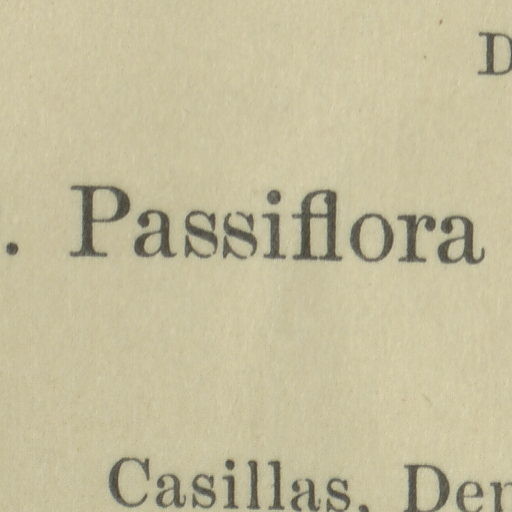 D
. Passiflora
Casillas, Der